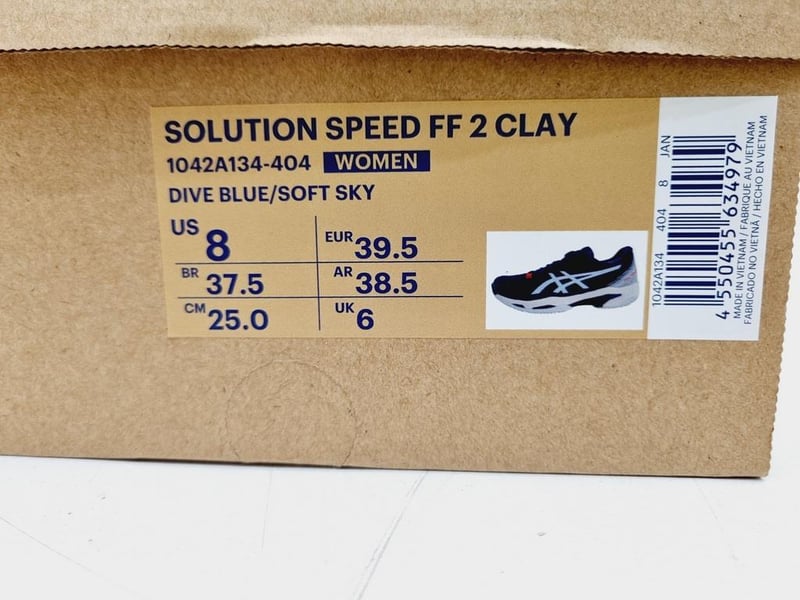 SOLUTION SPEED FF 2 CLAY
1042A134-404 WOMEN
DIVE BLUE/SOFT SKY
US 8
EUR 39.5
BR 37.5
AR 38.5
CM 25.0
UK 6
1042A134 404 8 JAN
4 550455 634979
MADE IN VIETNAM / FABRIQUE AU VIETNAM
FABRICADO NO VIETNÃ / HECHO EN VIETNAM